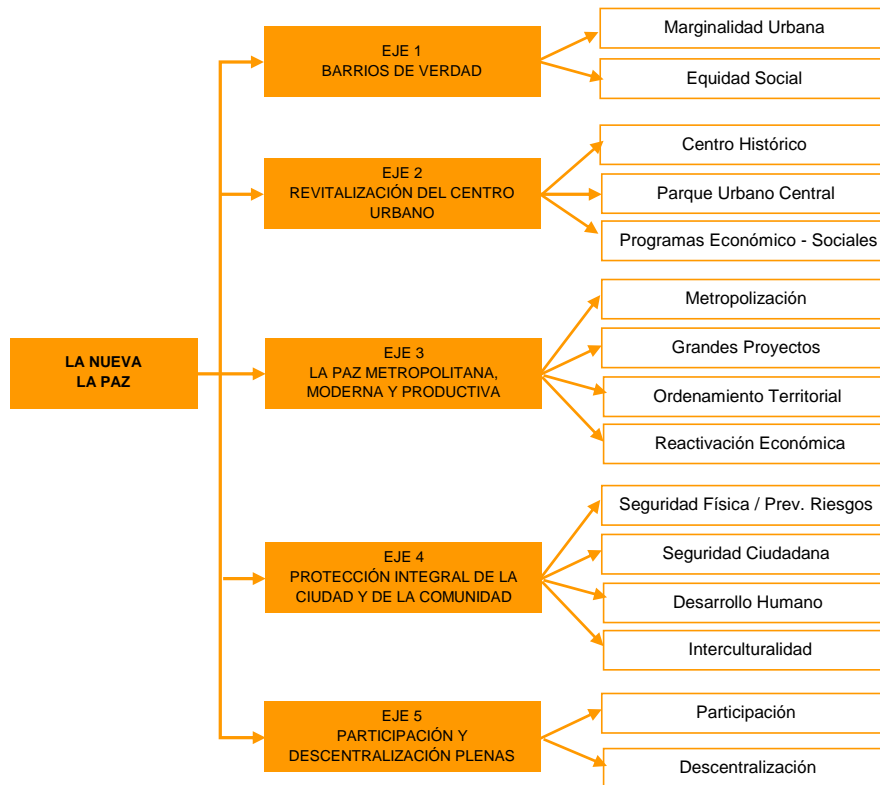 LA NUEVA
LA PAZ
EJE 1
BARRIOS DE VERDAD
Marginalidad Urbana
Equidad Social
EJE 2
REVITALIZACIÓN DEL CENTRO
URBANO
Centro Histórico
Parque Urbano Central
Programas Económico - Sociales
EJE 3
LA PAZ METROPOLITANA,
MODERNA Y PRODUCTIVA
Metropolización
Grandes Proyectos
Ordenamiento Territorial
Reactivación Económica
EJE 4
PROTECCIÓN INTEGRAL DE LA
CIUDAD Y DE LA COMUNIDAD
Seguridad Física / Prev. Riesgos
Seguridad Ciudadana
Desarrollo Humano
Interculturalidad
EJE 5
PARTICIPACIÓN Y
DESCENTRALIZACIÓN PLENAS
Participación
Descentralización